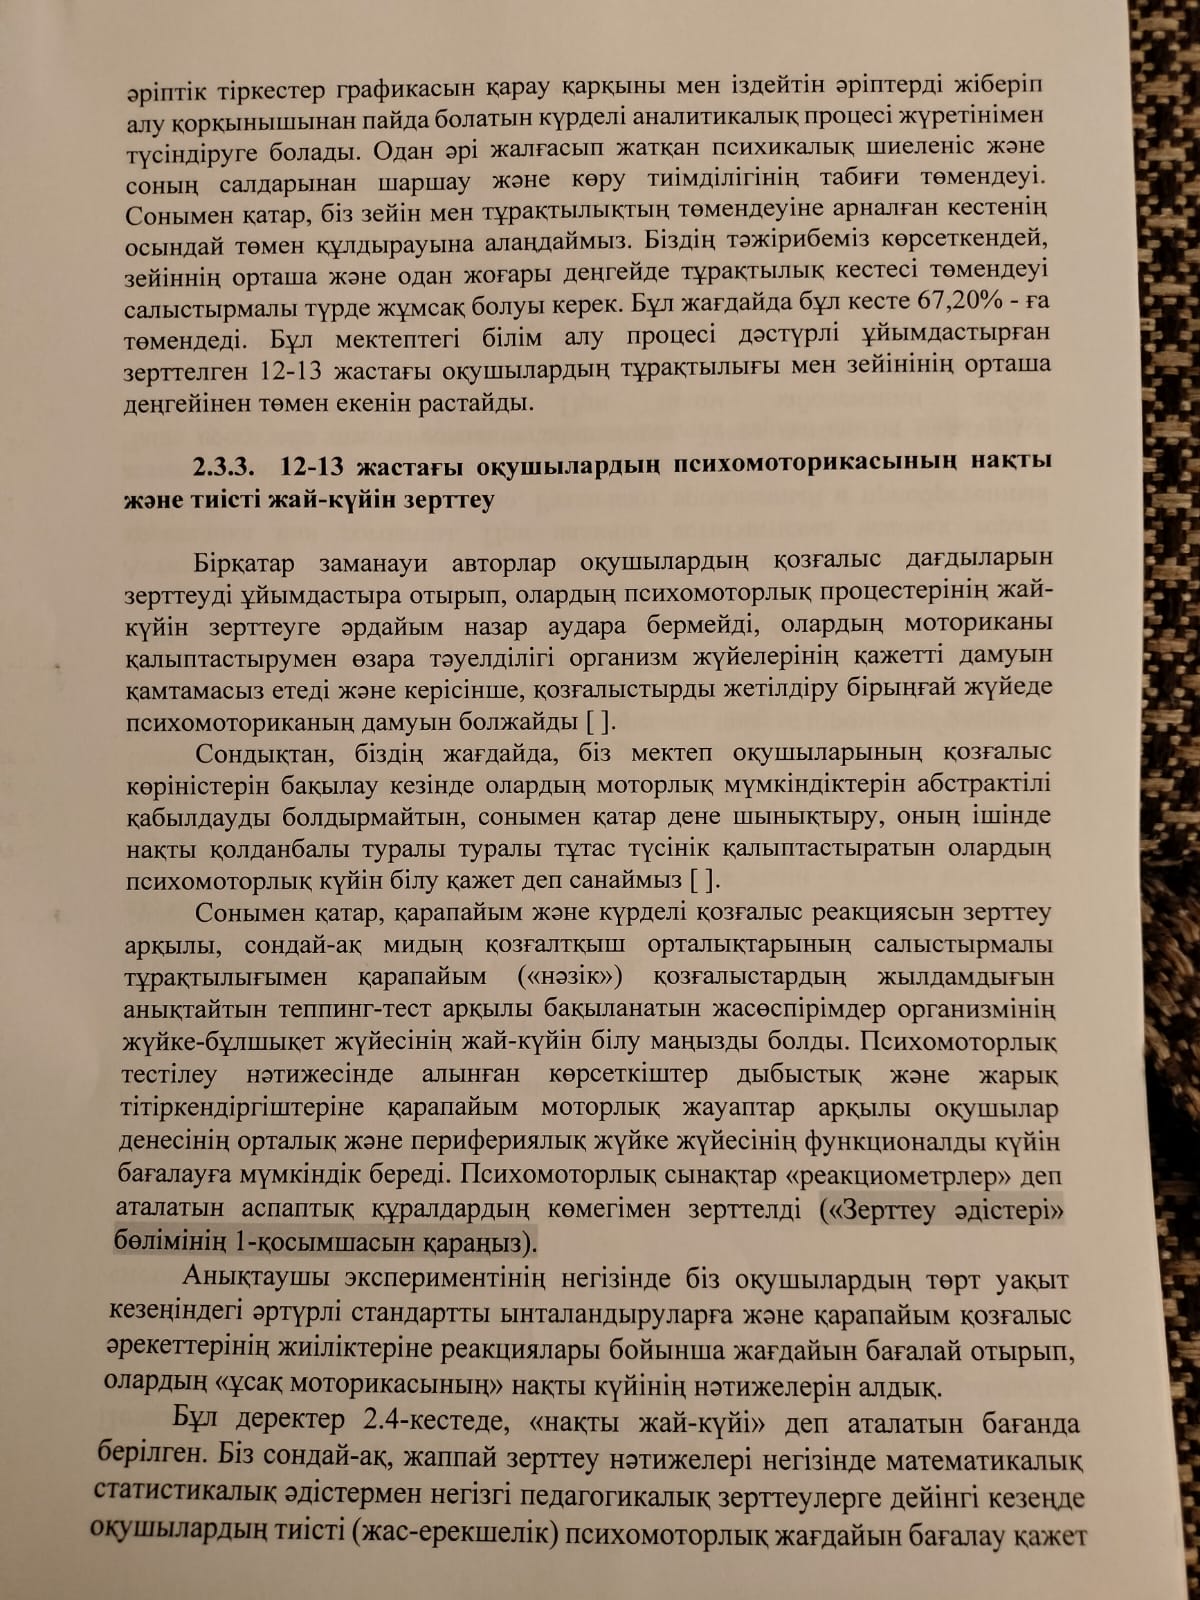 әріптік тіркестер графикасын қарау қарқыны мен іздейтін әріптерді жіберіп
алу қорқынышынан пайда болатын күрделі аналитикалық процесі жүретінімен
түсіндіруге болады. Одан әрі жалғасып жатқан психикалық шиеленіс және
соның салдарынан шаршау және көру тиімділігінің табиғи төмендеуі.
Сонымен қатар, біз зейін мен тұрақтылықтың төмендеуіне арналған кестенің
осындай төмен құлдырауына алаңдаймыз. Біздің тәжірибеміз көрсеткендей,
зейіннің орташа және одан жоғары деңгейде тұрақтылық кестесі төмендеуі
салыстырмалы түрде жұмсақ болуы керек. Бұл жағдайда бұл кесте 67,20% - ға
төмендеді. Бұл мектептегі білім алу процесі дәстүрлі ұйымдастырған
зерттелген 12-13 жастағы оқушылардың тұрақтылығы мен зейінінің орташа
деңгейінен төмен екенін растайды.
2.3.3. 12-13 жастағы оқушылардың психомоторикасының нақты
және тиісті жай-күйін зерттеу
Бірқатар заманауи авторлар оқушылардың қозғалыс дағдыларын
зерттеуді ұйымдастыра отырып, олардың психомоторлық процестерінің жай-
күйін зерттеуге әрдайым назар аудара бермейді, олардың моториканы
қалыптастырумен өзара тәуелділігі организм жүйелерінің қажетті дамуын
қамтамасыз етеді және керісінше, қозғалыстырды жетілдіру бірыңғай жүйеде
психомоториканың дамуын болжайды [ ].
Сондықтан, біздің жағдайда, біз мектеп оқушыларының қозғалыс
көріністерін бақылау кезінде олардың моторлық мүмкіндіктерін абстрактілі
қабылдауды болдырмайтын, сонымен қатар дене шынықтыру, оның ішінде
нақты қолданбалы туралы туралы тұтас түсінік қалыптастыратын олардың
психомоторлық күйін білу қажет деп санаймыз [ ].
Сонымен қатар, қарапайым және күрделі қозғалыс реакциясын зерттеу
арқылы, сондай-ақ мидың қозғалтқыш орталықтарының салыстырмалы
тұрақтылығымен қарапайым («нәзік») қозғалыстардың жылдамдығын
анықтайтын теппинг-тест арқылы бақыланатын жасөспірімдер организмінің
жүйке-бұлшықет жүйесінің жай-күйін білу маңызды болды. Психомоторлық
тестілеу нәтижесінде алынған көрсеткіштер дыбыстық және жарық
тітіркендіргіштеріне қарапайым моторлық жауаптар арқылы оқушылар
денесінің орталық және перифериялық жүйке жүйесінің функционалды күйін
бағалауға мүмкіндік береді. Психомоторлық сынақтар «реакциометрлер» деп
аталатын аспаптық құралдардың көмегімен зерттелді («Зерттеу әдістері»
бөлімінің 1-қосымшасын қараңыз).
Анықтаушы экспериментінің негізінде біз оқушылардың төрт уақыт
кезеңіндегі әртүрлі стандартты ынталандыруларға және қарапайым қозғалыс
әрекеттерінің жиіліктеріне реакциялары бойынша жағдайын бағалай отырып,
олардың «ұсақ моторикасының» нақты күйінің нәтижелерін алдық.
Бұл деректер 2.4-кестеде, «нақты жай-күйі» деп аталатын бағанда
берілген. Біз сондай-ақ, жаппай зерттеу нәтижелері негізінде математикалық
статистикалық әдістермен негізгі педагогикалық зерттеулерге дейінгі кезеңде
оқушылардың тиісті (жас-ерекшелік) психомоторлық жағдайын бағалау қажет